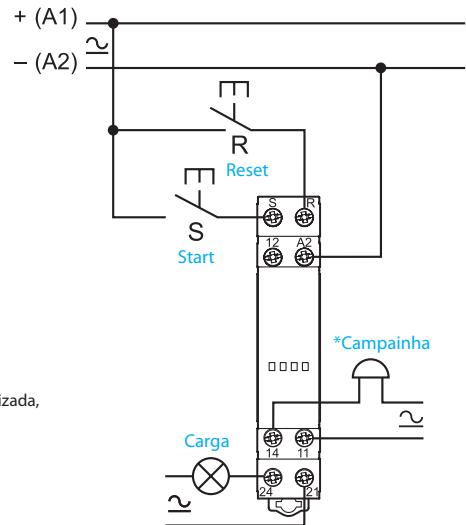 + (A1)
– (A2)
R
Reset
S
Start
S R
12 A2
*Campainha
izada,
Carga
14 11
24 21